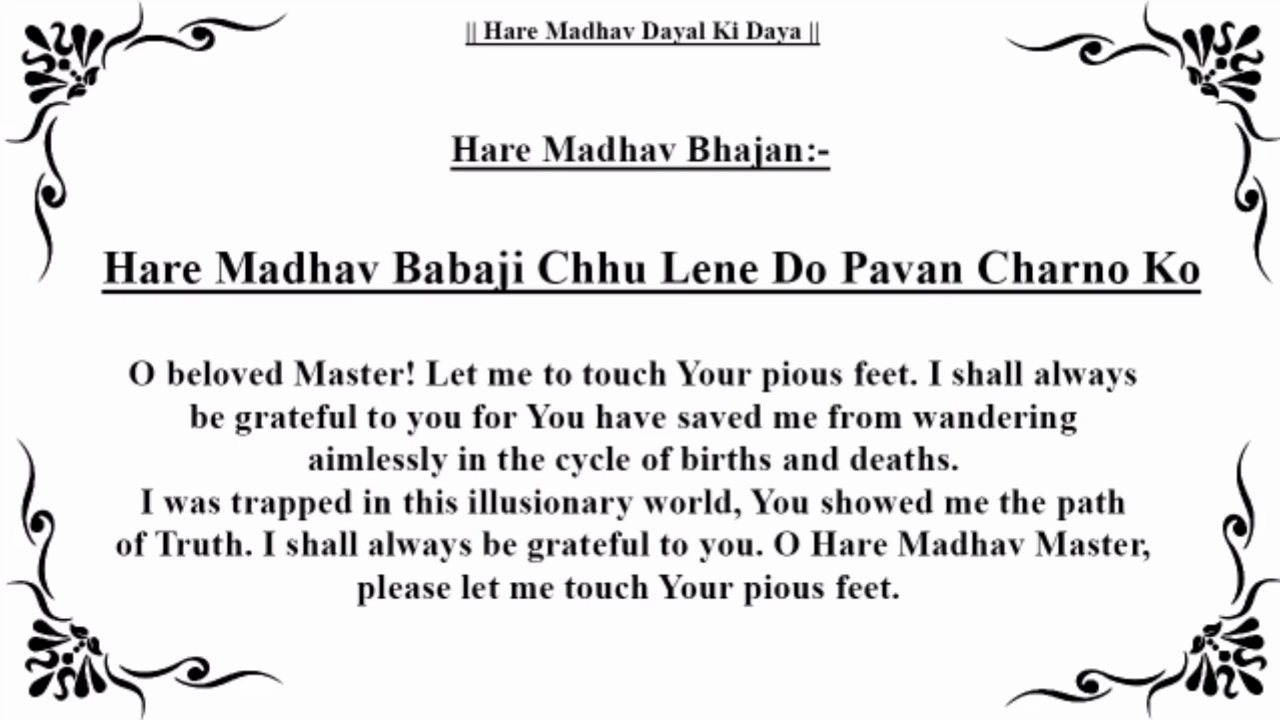 || Hare Madhav Dayal Ki Daya ||
Hare Madhav Bhajan:-
Hare Madhav Babaji Chhu Lene Do Pavan Charno Ko
O beloved Master! Let me to touch Your pious feet. I shall always
be grateful to you for You have saved me from wandering
aimlessly in the cycle of births and deaths.
I was trapped in this illusionary world, You showed me the path
of Truth. I shall always be grateful to you. O Hare Madhav Master,
please let me touch Your pious feet.